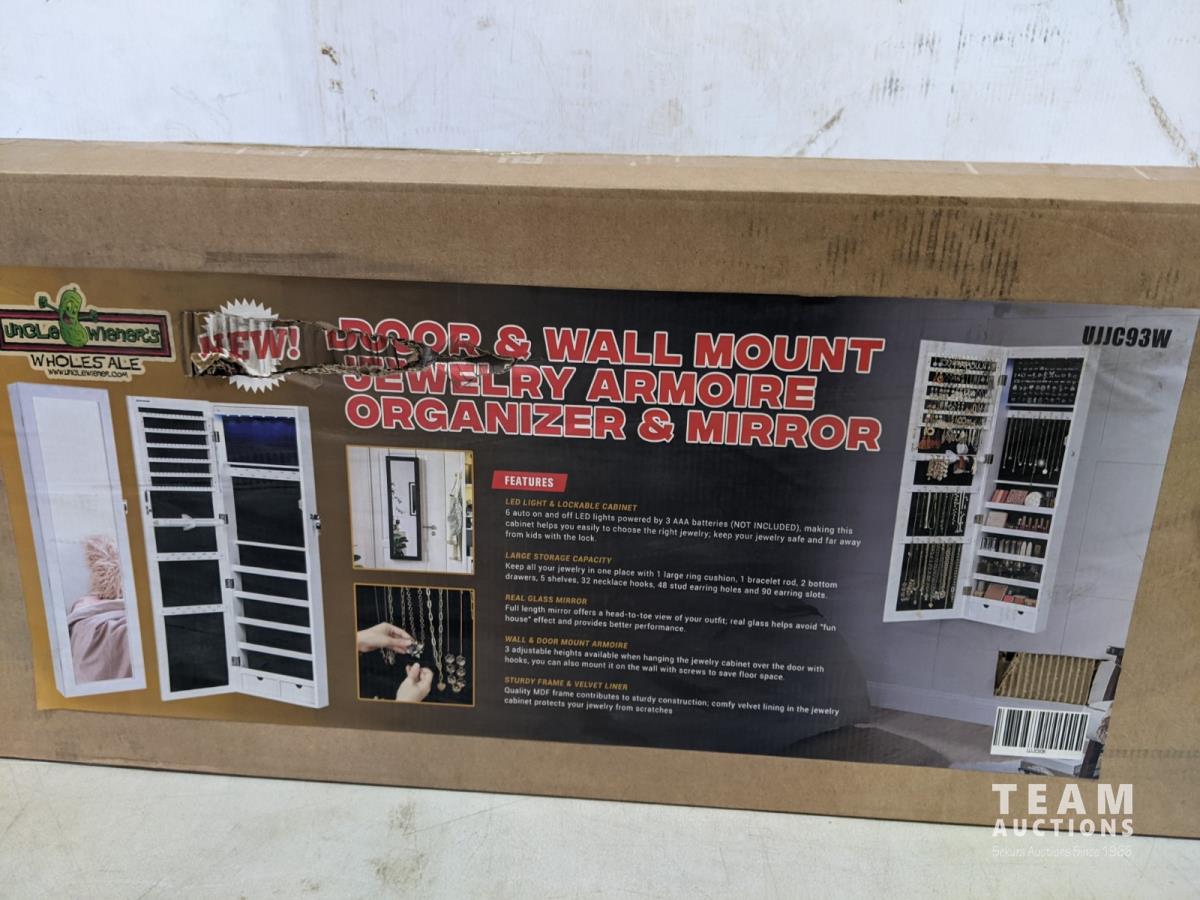 UNCLE WIENER'S
WHOLESALE
www.UNCLEWIENER.COM
NEW!
DOOR & WALL MOUNT
JEWELRY ARMOIRE
ORGANIZER & MIRROR
UJJC93W
FEATURES
LED LIGHT & LOCKABLE CABINET
6 auto on and off LED lights powered by 3 AAA batteries (NOT INCLUDED), making this
cabinet helps you easily to choose the right jewelry; keep your jewelry safe and far away
from kids with the lock.
LARGE STORAGE CAPACITY
Keep all your jewelry in one place with 1 large ring cushion, 1 bracelet rod, 2 bottom
drawers, 5 shelves, 32 necklace hooks, 48 stud earring holes and 90 earring slots.
REAL GLASS MIRROR
Full length mirror offers a head-to-toe view of your outfit; real glass helps avoid "fun
house" effect and provides better performance.
WALL & DOOR MOUNT ARMOIRE
3 adjustable heights available when hanging the jewelry cabinet over the door with
hooks, you can also mount it on the wall with screws to save floor space.
STURDY FRAME & VELVET LINER
Quality MDF frame contributes to sturdy construction; comfy velvet lining in the jewelry
cabinet protects your jewelry from scratches
TEAM
AUCTIONS
Sekura Auctions Since 1966